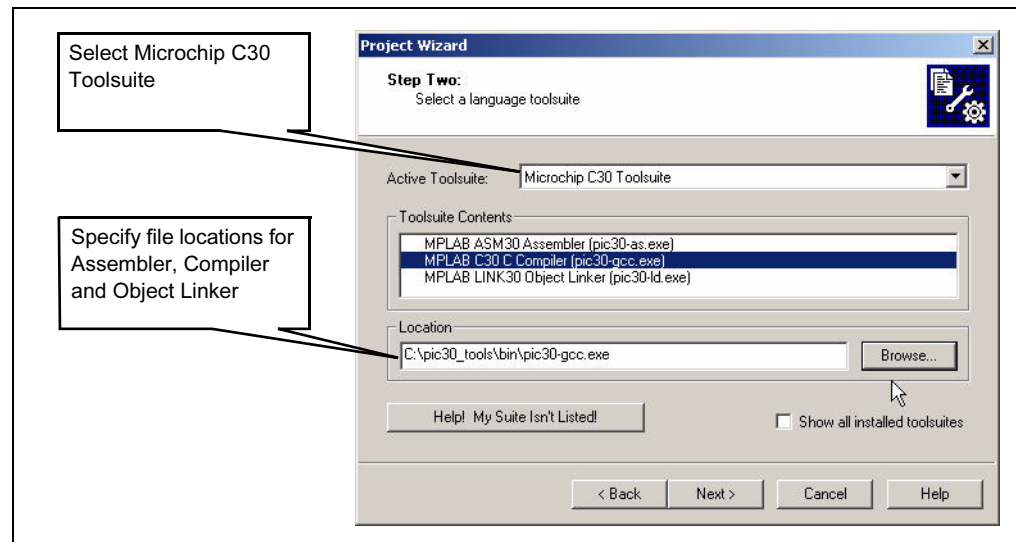 Select Microchip C30
Toolsuite
Specify file locations for
Assembler, Compiler
and Object Linker
Project Wizard
Step Two:
Select a language toolsuite
Active Toolsuite:
Microchip C30 Toolsuite
Toolsuite Contents
MPLAB ASM30 Assembler (pic30-as.exe)
MPLAB C30 C Compiler (pic30-gcc.exe)
MPLAB LINK30 Object Linker (pic30-ld.exe)
Location
C:\pic30_tools\bin\pic30-gcc.exe
Browse...
Help! My Suite Isn't Listed!
Show all installed toolsuites
< Back
Next >
Cancel
Help